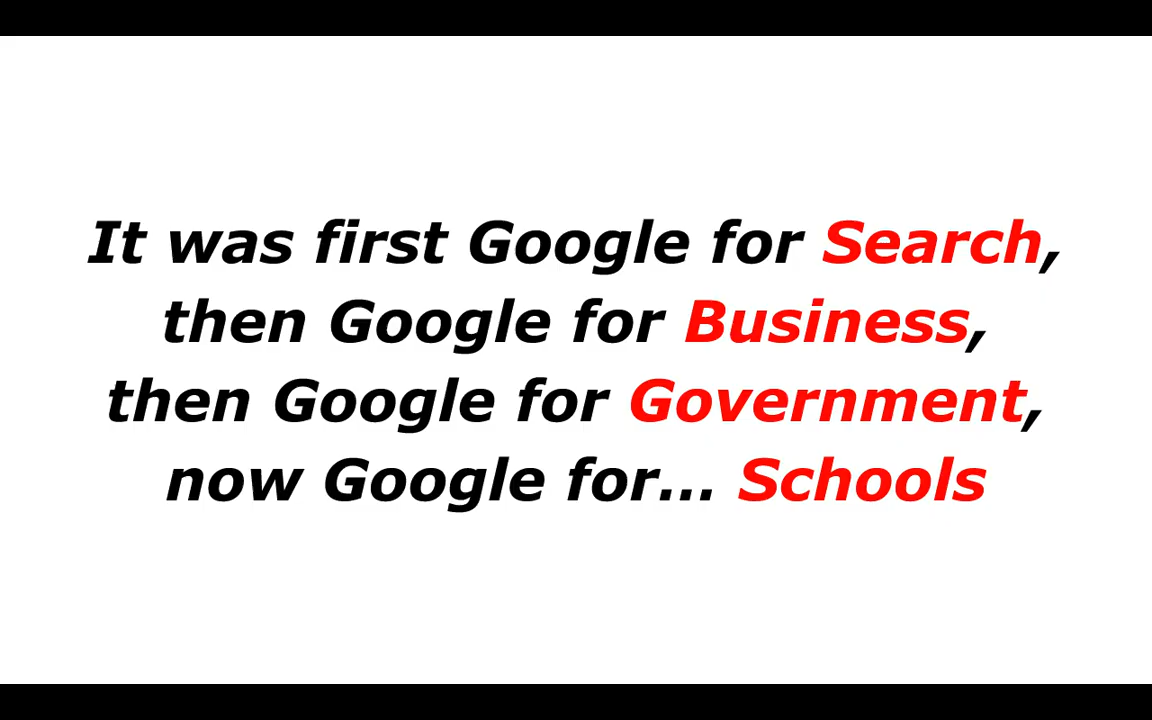 It was first Google for Search,
then Google for Business,
then Google for Government,
now Google for... Schools